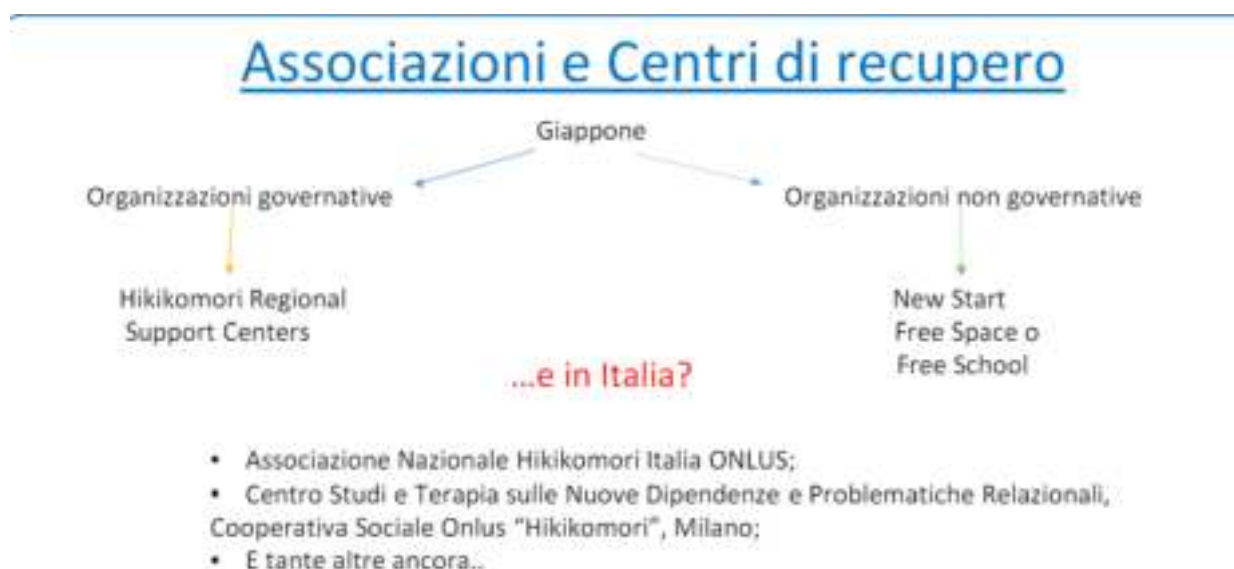 Associazioni e Centri di recupero
Giappone
Organizzazioni governative
Organizzazioni non governative
Hikikomori Regional
Support Centers
New Start
Free Space o
Free School
...e in Italia?
• Associazione Nazionale Hikikomori Italia ONLUS;
• Centro Studi e Terapia sulle Nuove Dipendenze e Problematiche Relazionali,
Cooperativa Sociale Onlus "Hikikomori", Milano;
• E tante altre ancora..